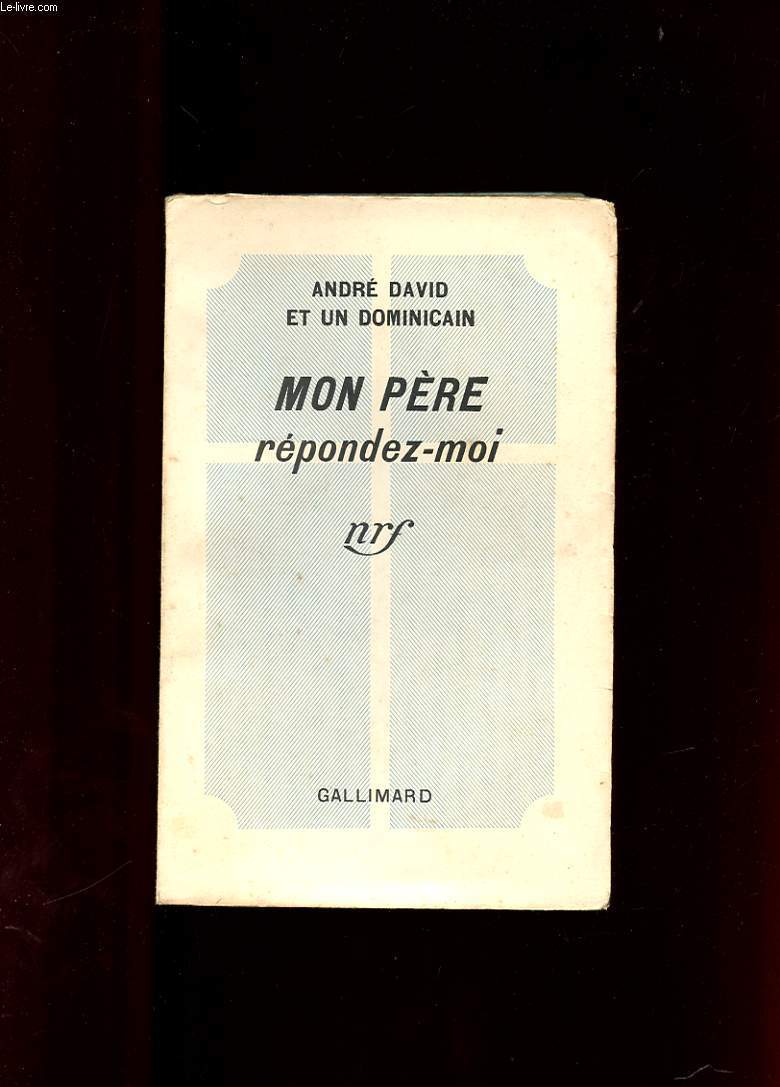 Le-livre.com
ANDRÉ DAVID
ET UN DOMINICAIN
MON PÈRE
répondez-moi
nrf
GALLIMARD